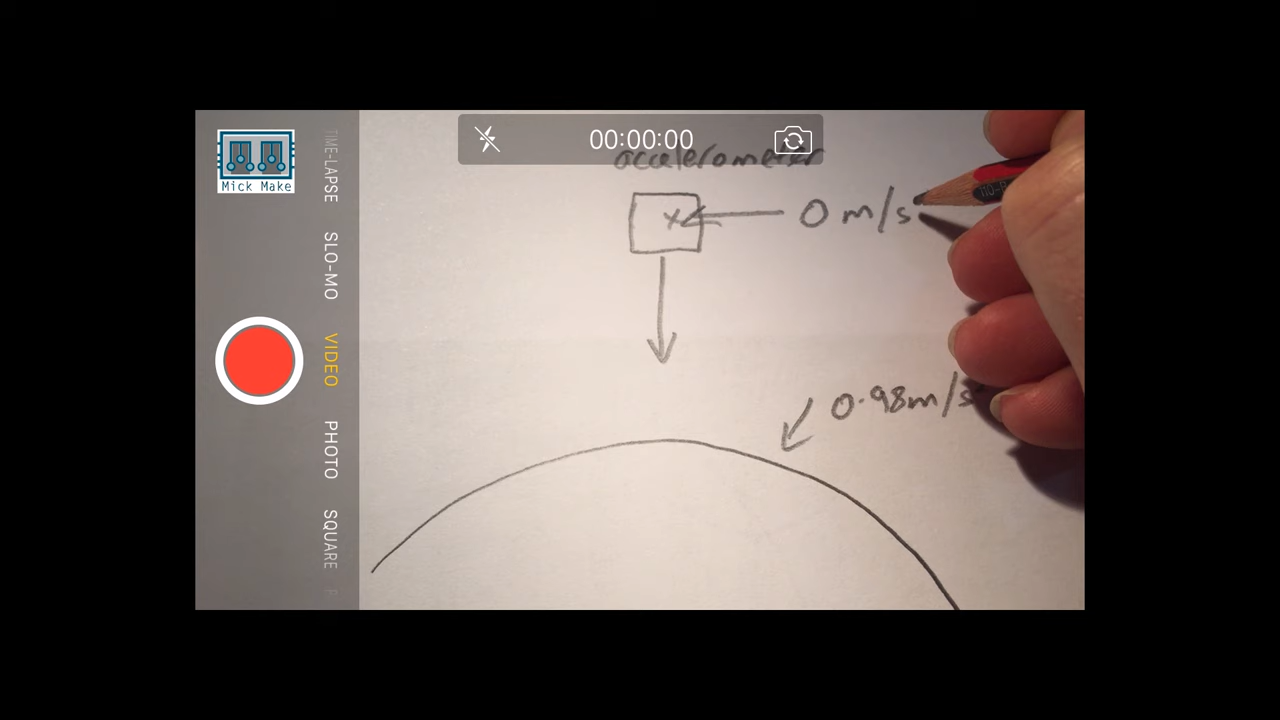 Mick Make
TIME-LAPSE
SLO-MO
VIDEO
PHOTO
SQUARE
00:00:00
accelerometer
x
0 m/s
0.98m/s